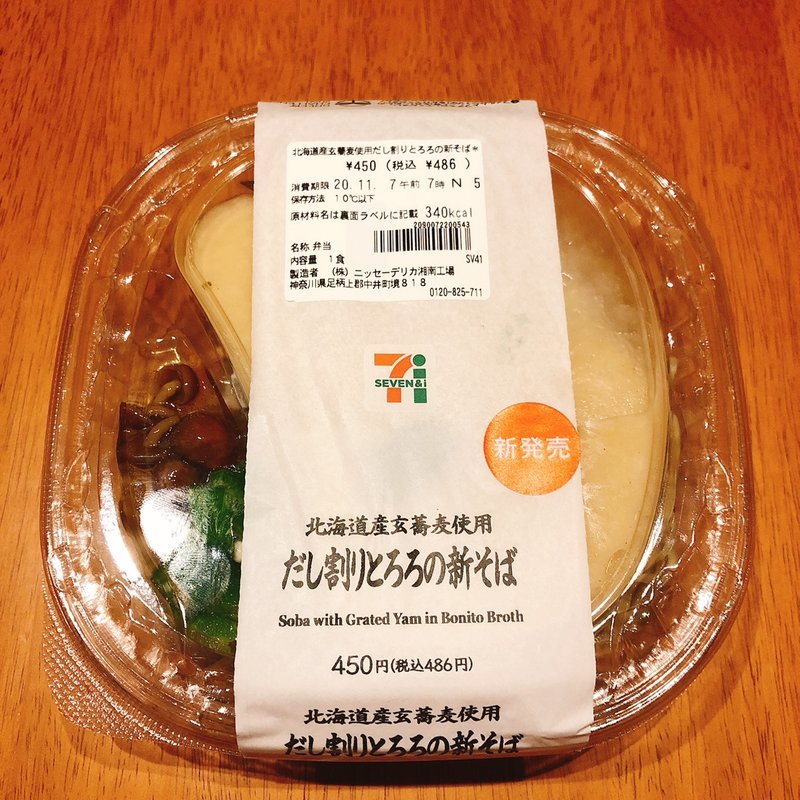 北海道産玄蕎麦使用だし割りとろろの新そば*
¥450 (税込 ¥486 )
消費期限 20.11. 7午前 7時 N 5
保存方法 10℃以下
原材料名は裏面ラベルに記載 340kcal
2090072200543
名称 弁当
内容量 1食 SV41
製造者 (株)ニッセーデリカ湘南工場
神奈川県足柄上郡中井町境818
0120-825-711
SEVEN&i
新発売
北海道産玄蕎麦使用
だし割りとろろの新そば
Soba with Grated Yam in Bonito Broth
450円(税込486円)
北海道産玄蕎麦使用
だし割りとろろの新そば